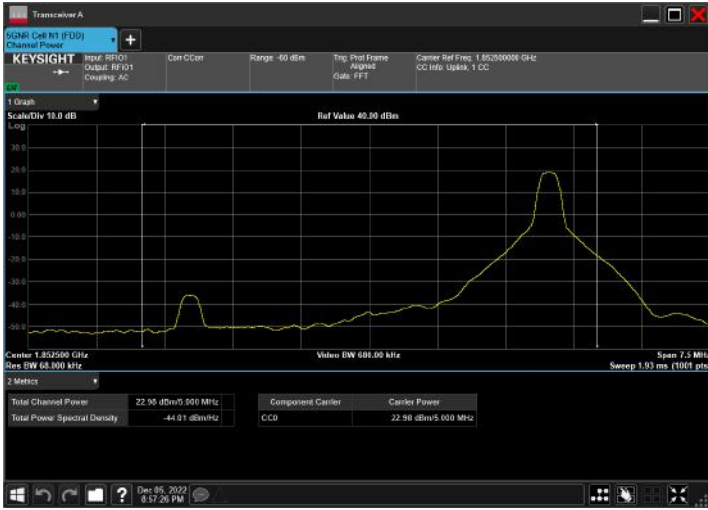 Transceiver A
5GNR Cell N1 (FDD)
Channel Power
KEYSIGHT
Input: RFIO1
Output: RFIO1
Coupling: AC
Corr CCorr
Range -60 dBm
Trig: Prot Frame
Aligned
Gate: FFT
Carrier Ref Freq: 1.852500000 GHz
CC Info: Uplink, 1 CC
1 Graph
Scale/Div 10.0 dB
Ref Value 40.00 dBm
Log
30.0
20.0
10.0
0.00
-10.0
-20.0
-30.0
-40.0
-50.0
Center 1.852500 GHz
Video BW 680.00 kHz
Span 7.5 MHz
Res BW 68.000 kHz
Sweep 1.93 ms (1001 pts
2 Metrics
Total Channel Power 22.98 dBm/5.000 MHz
Total Power Spectral Density -44.01 dBm/Hz
Component Carrier Carrier Power
CC0 22.98 dBm/5.000 MHz
Dec 05, 2022
8:57:26 PM